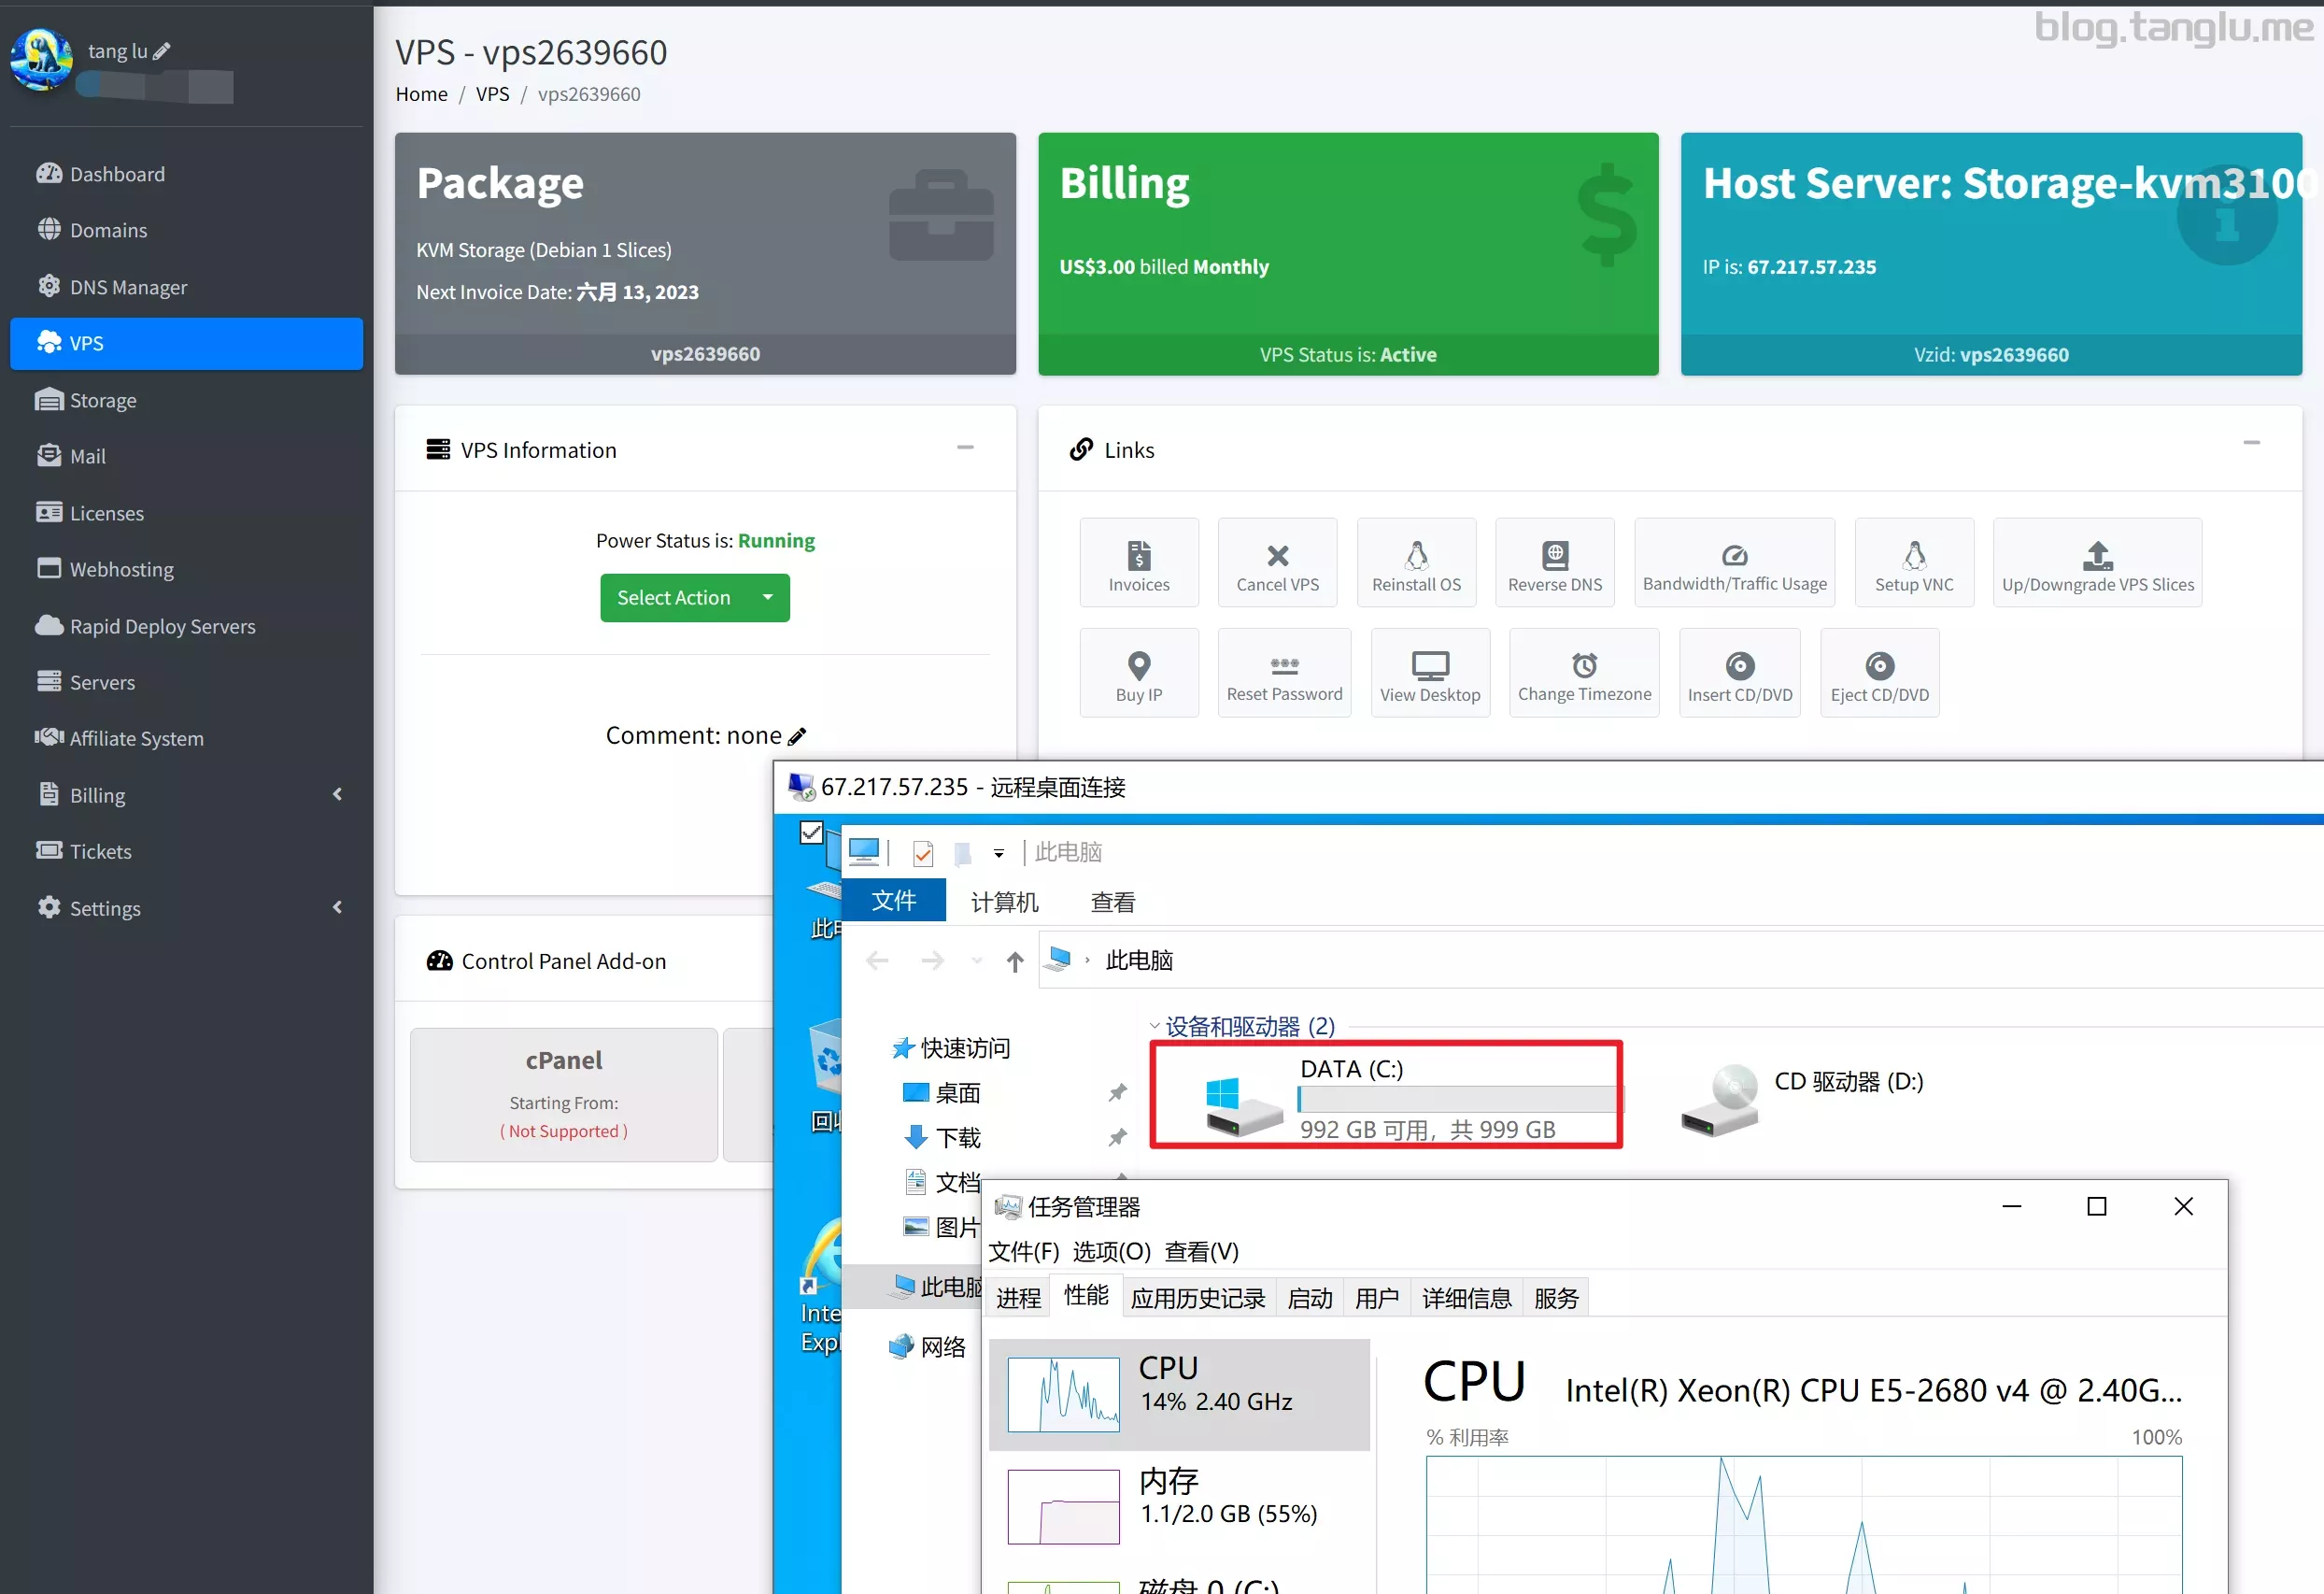 blog.tanglu.me
tang lu
VPS - vps2639660
Home / VPS / vps2639660
Dashboard
Domains
DNS Manager
VPS
Storage
Mail
Licenses
Webhosting
Rapid Deploy Servers
Servers
Affiliate System
Billing
Tickets
Settings
Package
KVM Storage (Debian 1 Slices)
Next Invoice Date: 六月 13, 2023
vps2639660
Billing
US$3.00 billed Monthly
VPS Status is: Active
Host Server: Storage-kvm3100
IP is: 67.217.57.235
Vzid: vps2639660
VPS Information
Power Status is: Running
Select Action
Comment: none
Links
Invoices
Cancel VPS
Reinstall OS
Reverse DNS
Bandwidth/Traffic Usage
Setup VNC
Up/Downgrade VPS Slices
Buy IP
Reset Password
View Desktop
Change Timezone
Insert CD/DVD
Eject CD/DVD
Control Panel Add-on
cPanel
Starting From:
( Not Supported )
67.217.57.235 - 远程桌面连接
此电脑
文件 计算机 查看
此电脑
快速访问
桌面
下载
文档
图片
此电脑
网络
Inte
Exp
设备和驱动器 (2)
DATA (C:)
992 GB 可用，共 999 GB
CD 驱动器 (D:)
任务管理器
文件(F) 选项(O) 查看(V)
进程 性能 应用历史记录 启动 用户 详细信息 服务
CPU
14% 2.40 GHz
内存
1.1/2.0 GB (55%)
磁盘 0 (C:)
CPU Intel(R) Xeon(R) CPU E5-2680 v4 @ 2.40G...
% 利用率 100%